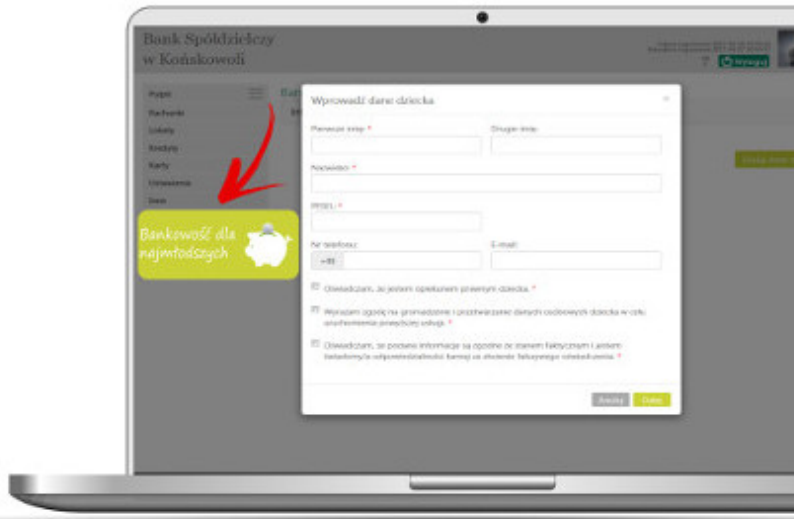 Bank Spółdzielczy
w Końskowoli
Wyloguj
Pulpit
Rachunki
Lokaty
Kredyty
Karty
Ustawienia
Inne
Bankowość dla
najmłodszych
Wprowadź dane dziecka
Pierwsze imię: *
Drugie imię:
Nazwisko: *
PESEL: *
Nr telefonu:
E-mail:
+48
Oświadczam, że jestem opiekunem prawnym dziecka. *
Wyrażam zgodę na gromadzenie i przetwarzanie danych osobowych dziecka w celu
uruchomienia powyższej usługi. *
Oświadczam, że podane informacje są zgodne ze stanem faktycznym i jestem
świadomy/a odpowiedzialności karnej za złożenie fałszywego oświadczenia. *
Anuluj
Dalej